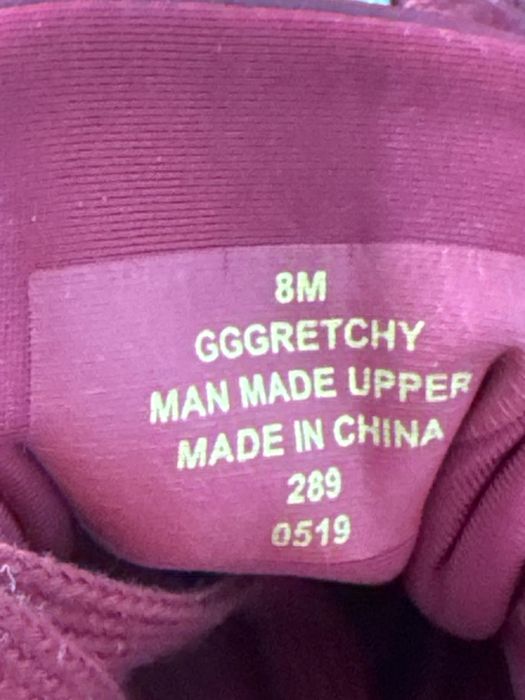 8M
GGGRETCHY
MAN MADE UPPER
MADE IN CHINA
289
0519